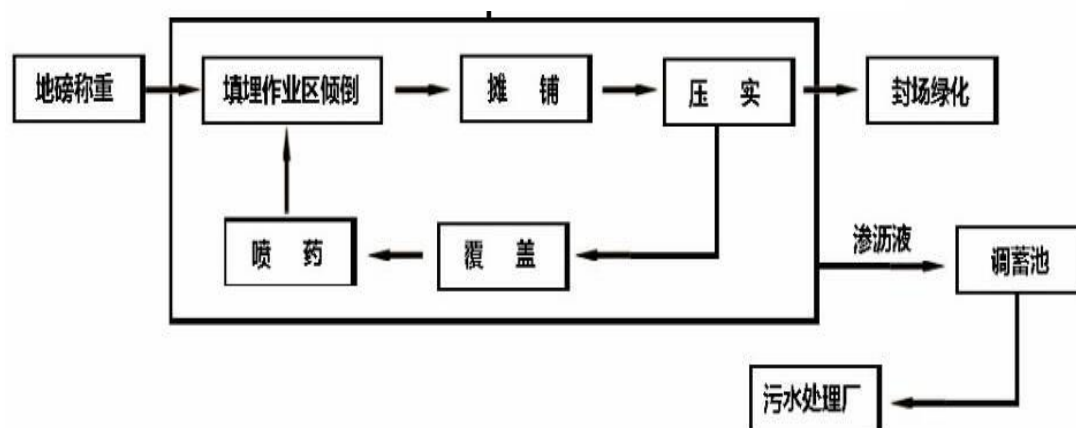 地磅称重
填埋作业区倾倒
摊 铺
压 实
封场绿化
喷 药
覆 盖
渗沥液
调蓄池
污水处理厂